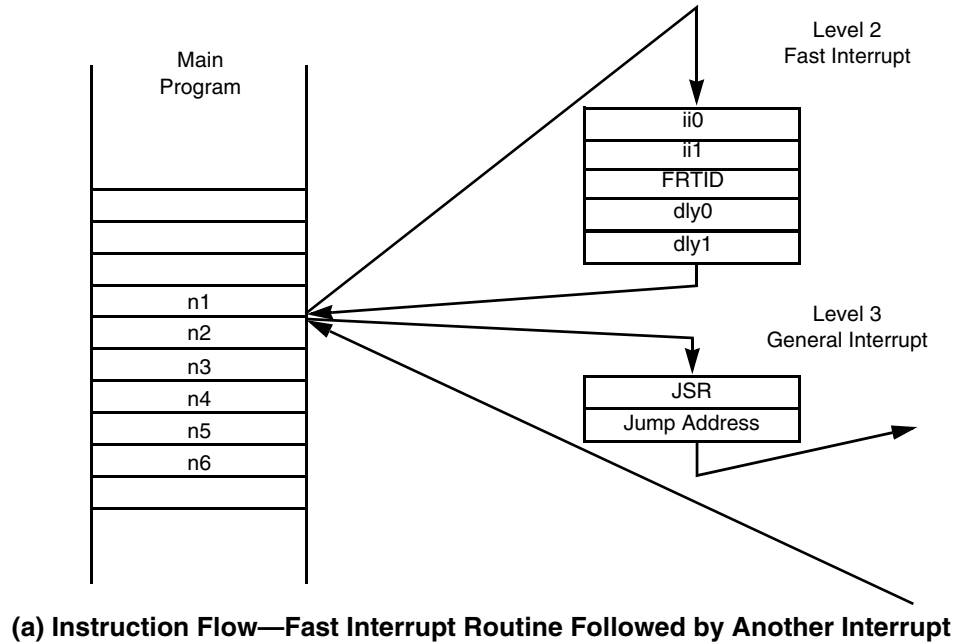 Main
Program
n1
n2
n3
n4
n5
n6
Level 2
Fast Interrupt
ii0
ii1
FRTID
dly0
dly1
Level 3
General Interrupt
JSR
Jump Address
(a) Instruction Flow—Fast Interrupt Routine Followed by Another Interrupt